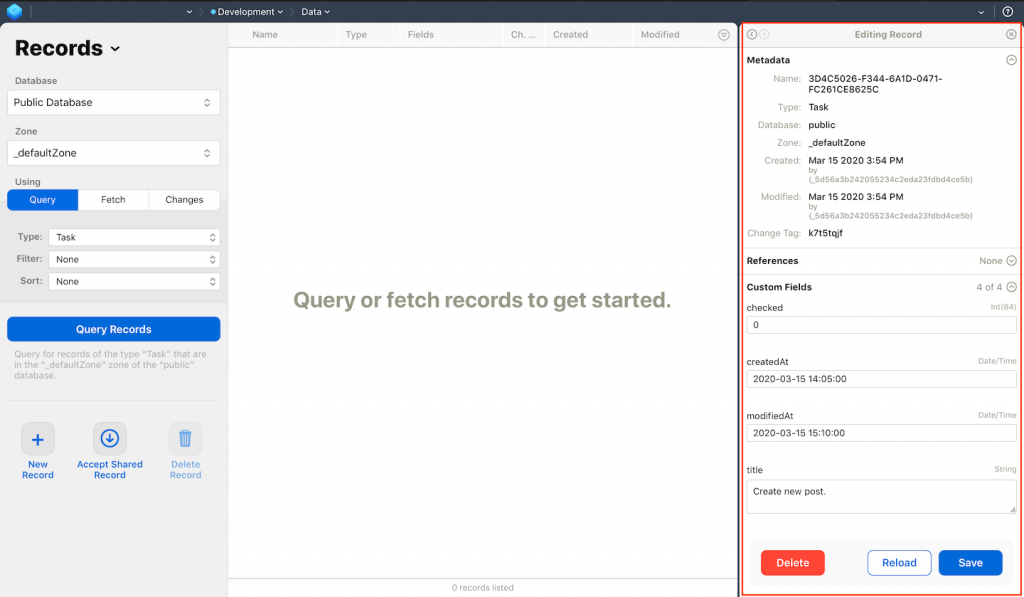 Development
Data
Records
Database
Public Database
Zone
_defaultZone
Using
Query
Fetch
Changes
Type:
Task
Filter:
None
Sort:
None
Query Records
Query for records of the type "Task" that are
in the "_defaultZone" zone of the "public"
database.
New
Record
Accept Shared
Record
Delete
Record
Name
Type
Fields
Ch. ...
Created
Modified
Query or fetch records to get started.
0 records listed
Editing Record
Metadata
Name:
3D4C5026-F344-6A1D-0471-
FC261CE8625C
Type:
Task
Database:
public
Zone:
_defaultZone
Created:
Mar 15 2020 3:54 PM
by
(_5d56a3b242055234c2eda23fdbd4ce5b)
Modified:
Mar 15 2020 3:54 PM
by
(_5d56a3b242055234c2eda23fdbd4ce5b)
Change Tag:
k7t5tqjf
References
None
Custom Fields
4 of 4
checked
Int(64)
0
createdAt
Date/Time
2020-03-15 14:05:00
modifiedAt
Date/Time
2020-03-15 15:10:00
title
String
Create new post.
Delete
Reload
Save